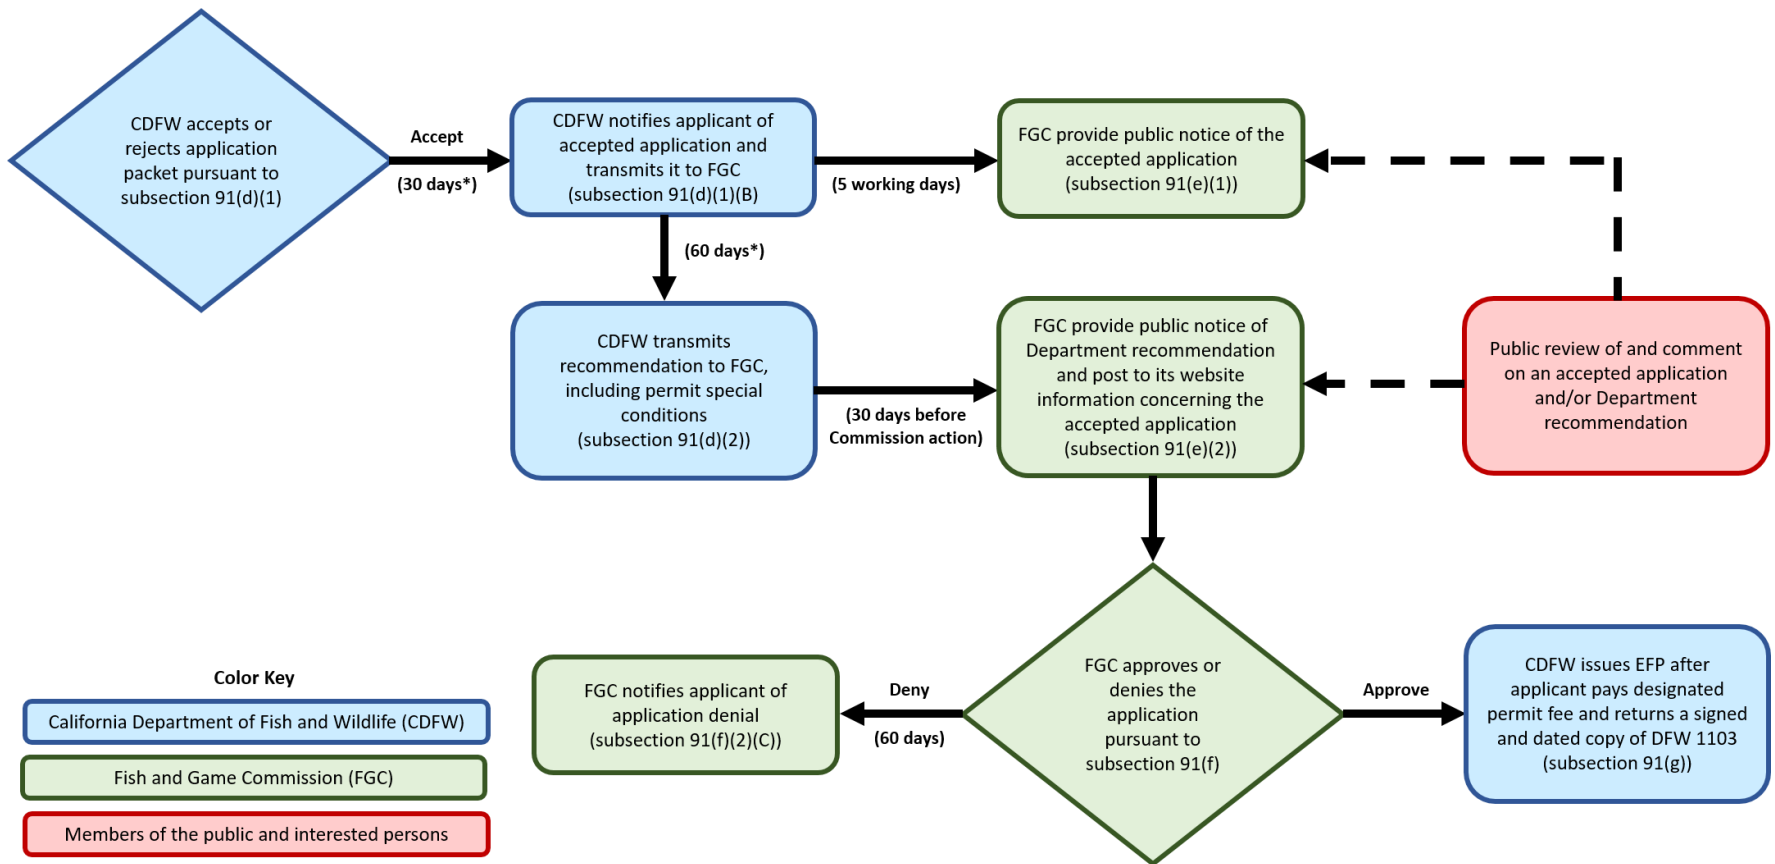 CDFW accepts or
rejects application
packet pursuant to
subsection 91(d)(1)
Accept
(30 days*)
CDFW notifies applicant of
accepted application and
transmits it to FGC
(subsection 91(d)(1)(B)
(5 working days)
FGC provide public notice of the
accepted application
(subsection 91(e)(1))
(60 days*)
CDFW transmits
recommendation to FGC,
including permit special
conditions
(subsection 91(d)(2))
(30 days before
Commission action)
FGC provide public notice of
Department recommendation
and post to its website
information concerning the
accepted application
(subsection 91(e)(2))
Public review of and comment
on an accepted application
and/or Department
recommendation
FGC approves or
denies the
application
pursuant to
subsection 91(f)
Deny
(60 days)
FGC notifies applicant of
application denial
(subsection 91(f)(2)(C))
Approve
CDFW issues EFP after
applicant pays designated
permit fee and returns a signed
and dated copy of DFW 1103
(subsection 91(g))
Color Key
California Department of Fish and Wildlife (CDFW)
Fish and Game Commission (FGC)
Members of the public and interested persons